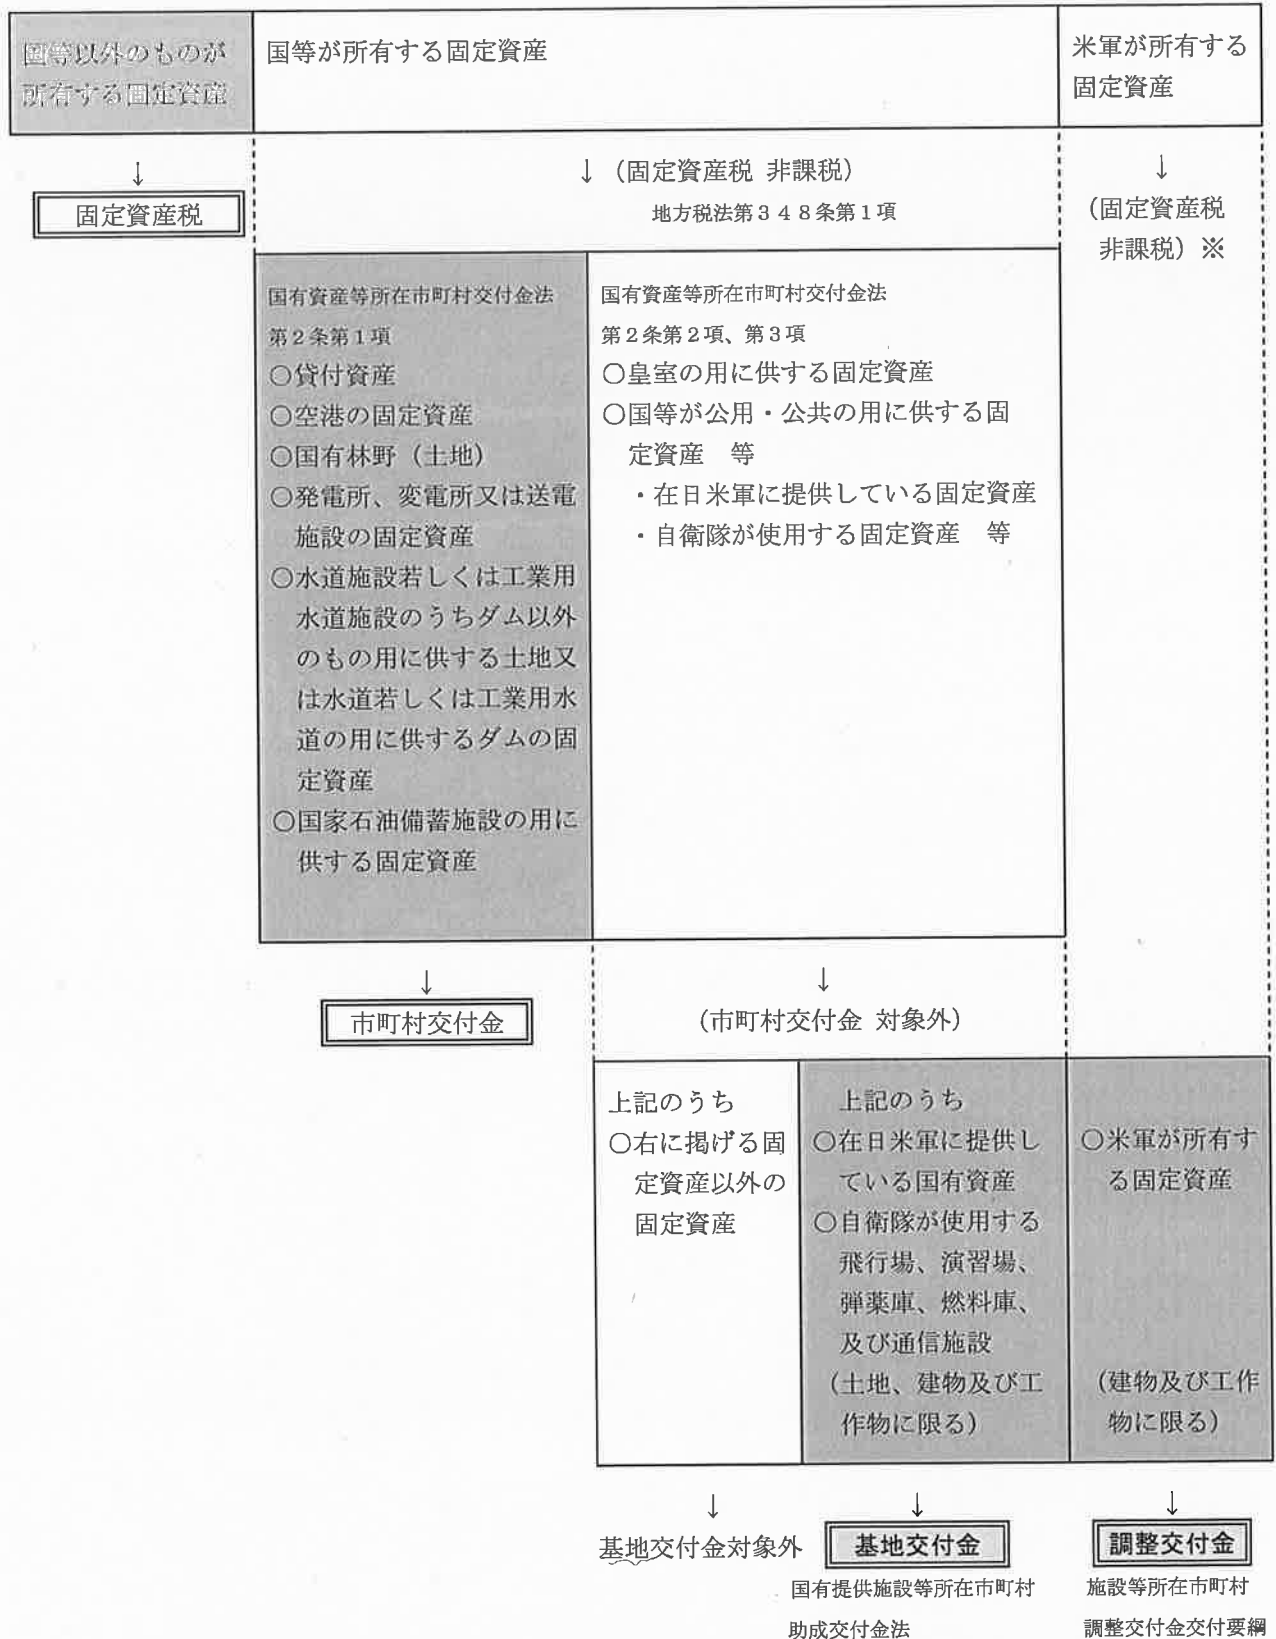 国等以外のものが
所有する固定資産
国等が所有する固定資産
米軍が所有する
固定資産
↓
固定資産税
↓（固定資産税 非課税）
地方税法第３４８条第１項
↓
（固定資産税
非課税）※
国有資産等所在市町村交付金法
第２条第１項
○貸付資産
○空港の固定資産
○国有林野（土地）
○発電所、変電所又は送電
施設の固定資産
○水道施設若しくは工業用
水道施設のうちダム以外
のもの用に供する土地又
は水道若しくは工業用水
道の用に供するダムの固
定資産
○国家石油備蓄施設の用に
供する固定資産
国有資産等所在市町村交付金法
第２条第２項、第３項
○皇室の用に供する固定資産
○国等が公用・公共の用に供する固
定資産　等
・在日米軍に提供している固定資産
・自衛隊が使用する固定資産　等
↓
市町村交付金
↓
（市町村交付金 対象外）
上記のうち
○右に掲げる固
定資産以外の
固定資産
上記のうち
○在日米軍に提供し
ている国有資産
○自衛隊が使用する
飛行場、演習場、
弾薬庫、燃料庫、
及び通信施設
（土地、建物及び工
作物に限る）
○米軍が所有す
る固定資産
（建物及び工作
物に限る）
↓
基地交付金対象外
↓
基地交付金
国有提供施設等所在市町村
助成交付金法
↓
調整交付金
施設等所在市町村
調整交付金交付要綱